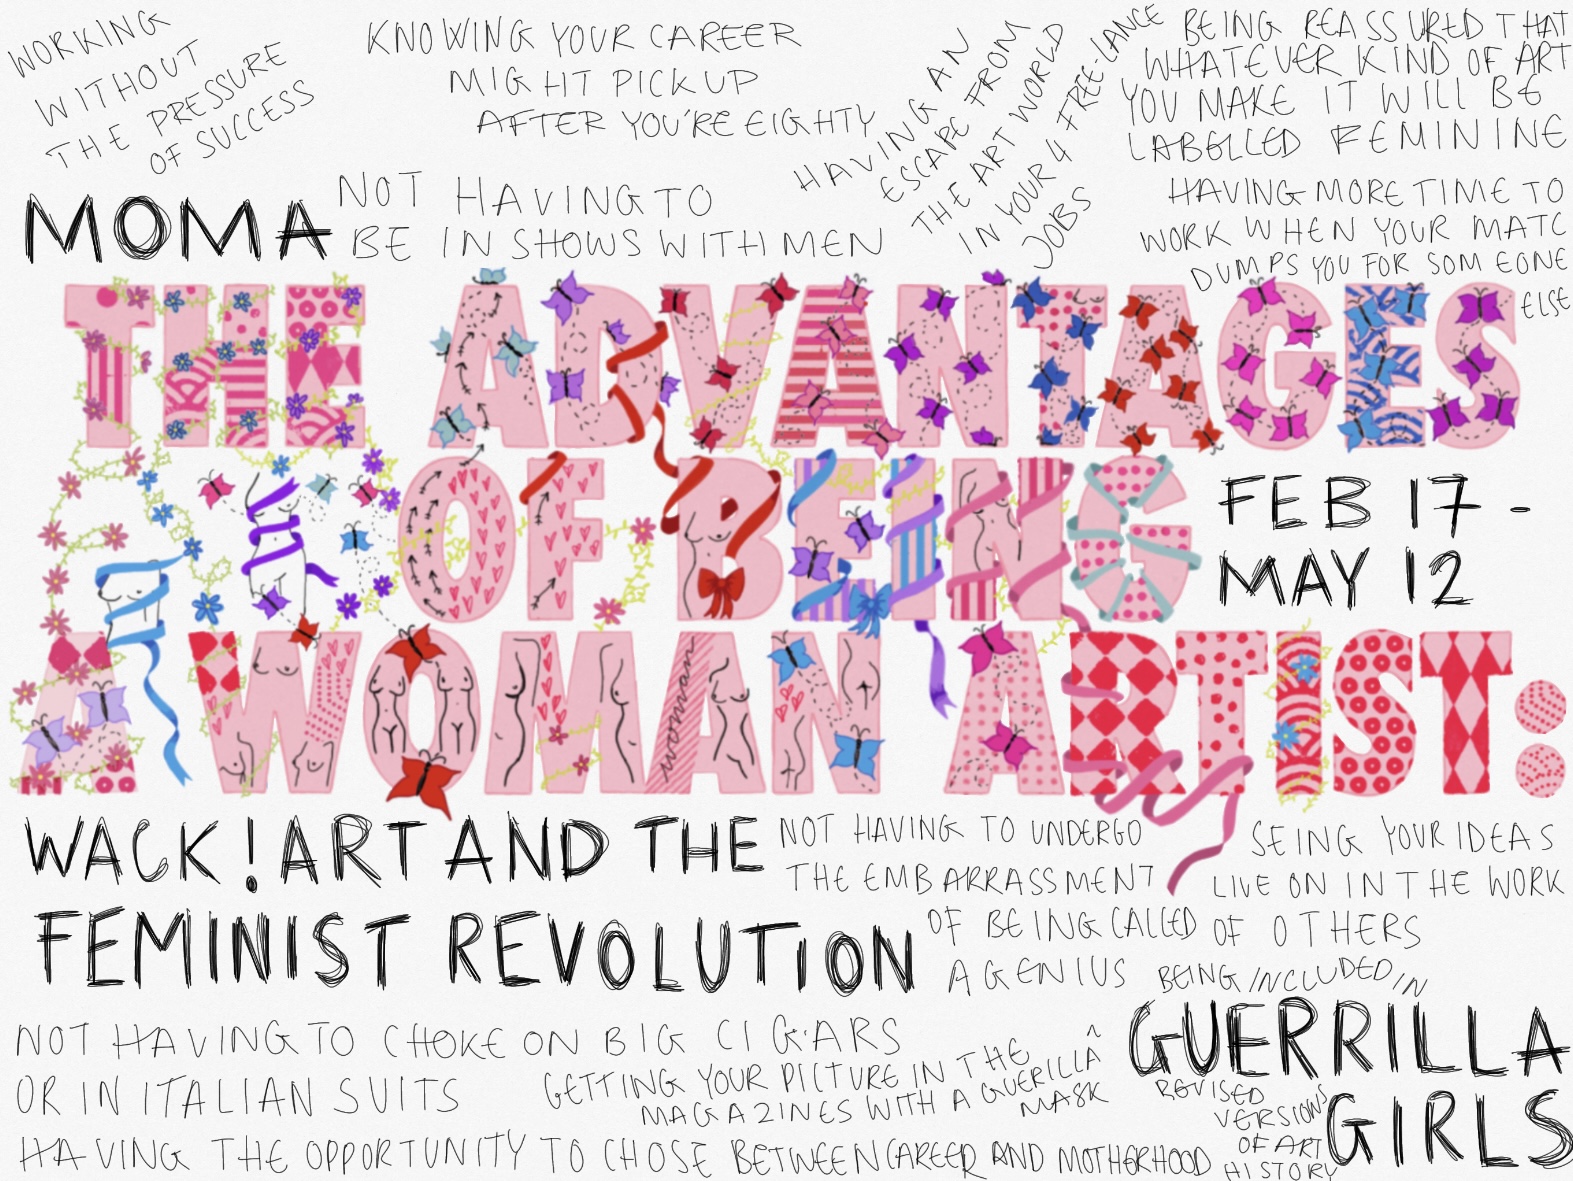 WORKING
WITHOUT
THE PRESSURE
OF SUCCESS
KNOWING YOUR CAREER
MIGHT PICK UP
AFTER YOU'RE EIGHTY
HAVING AN
ESCAPE FROM
THE ART WORLD
IN YOUR 4 FREE-LANCE
JOBS
BEING REASSURED THAT
WHATEVER KIND OF ART
YOU MAKE IT WILL BE
LABELLED FEMININE
MOMA
NOT HAVING TO
BE IN SHOWS WITH MEN
HAVING MORE TIME TO
WORK WHEN YOUR MATE
DUMPS YOU FOR SOMEONE
ELSE
THE ADVANTAGES
OF BEING
FEB 17 -
MAY 12
A WOMAN ARTIST:
woman
WACK! ART AND THE
FEMINIST REVOLUTION
NOT HAVING TO UNDERGO
THE EMBARRASSMENT
OF BEING CALLED
A GENIUS
SEING YOUR IDEAS
LIVE ON IN THE WORK
OF OTHERS
BEING INCLUDED IN
REVISED
VERSIONS
OF ART
HISTORY
GUERRILLA
GIRLS
NOT HAVING TO CHOKE ON BIG CIGARS
OR IN ITALIAN SUITS
GETTING YOUR PICTURE IN THE
MAGAZINES WITH A GUERILLA
MASK
HAVING THE OPPORTUNITY TO CHOSE BETWEEN CAREER AND MOTHERHOOD